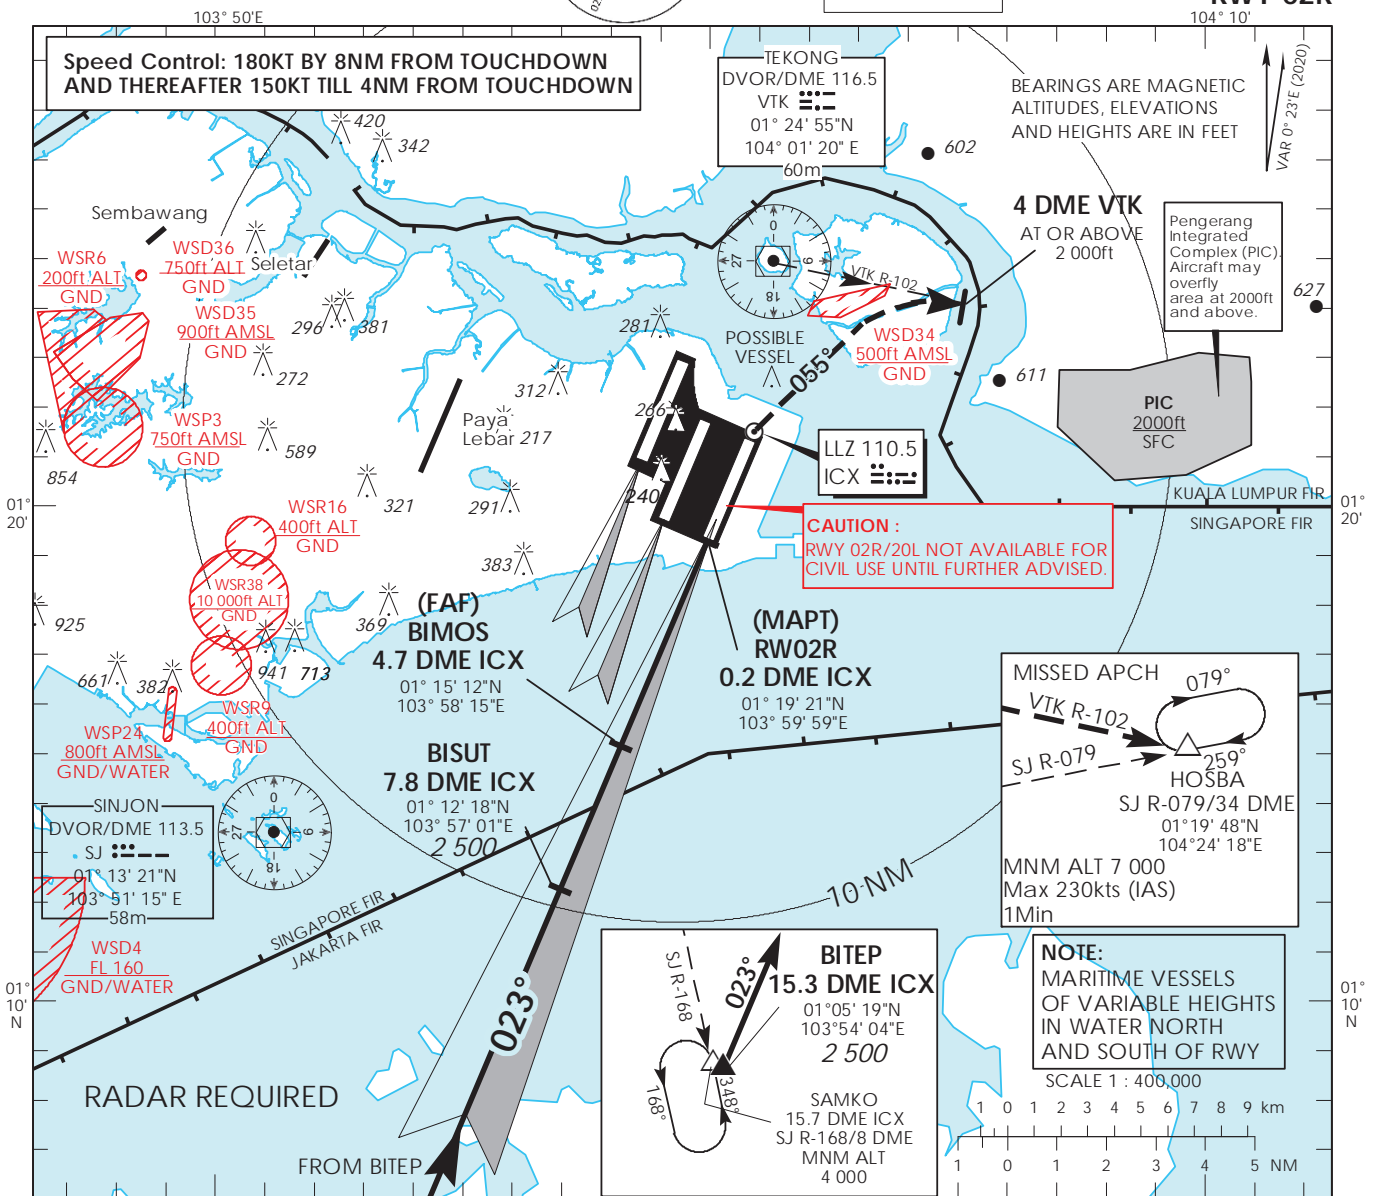 RWY 02R
103° 50'E
104° 10'
Speed Control: 180KT BY 8NM FROM TOUCHDOWN
AND THEREAFTER 150KT TILL 4NM FROM TOUCHDOWN
TEKONG
DVOR/DME 116.5
VTK
01° 24' 55"N
104° 01' 20" E
60m
BEARINGS ARE MAGNETIC
ALTITUDES, ELEVATIONS
AND HEIGHTS ARE IN FEET
VAR 0° 23'E (2020)
420
342
602
4 DME VTK
AT OR ABOVE
2 000ft
Pengerang
Integrated
Complex (PIC).
Aircraft may
overfly
area at 2000ft
and above.
627
Sembawang
WSR6
200ft ALT
GND
WSD36
750ft ALT
GND
Seletar
WSD35
900ft AMSL
GND
296
381
272
0
9
18
27
VTK R-102
281
POSSIBLE
VESSEL
055°
WSD34
500ft AMSL
GND
611
312
PIC
2000ft
SFC
WSP3
750ft AMSL
GND
854
589
Paya
Lebar
217
266
LLZ 110.5
ICX
240
321
291
KUALA LUMPUR FIR
SINGAPORE FIR
01°
20'
01°
20'
WSR16
400ft ALT
GND
CAUTION :
RWY 02R/20L NOT AVAILABLE FOR
CIVIL USE UNTIL FURTHER ADVISED.
383
WSR38
10 000ft ALT
GND
925
369
(FAF)
BIMOS
4.7 DME ICX
01° 15' 12"N
103° 58' 15"E
(MAPT)
RW02R
0.2 DME ICX
01° 19' 21"N
103° 59' 59"E
661
382
941
713
WSR9
400ft ALT
GND
WSP24
800ft AMSL
GND/WATER
BISUT
7.8 DME ICX
01° 12' 18"N
103° 57' 01"E
2 500
MISSED APCH
079°
VTK R-102
SJ R-079
259°
HOSBA
SJ R-079/34 DME
01°19' 48"N
104°24' 18"E
MNM ALT 7 000
Max 230kts (IAS)
1Min
SINJON
DVOR/DME 113.5
SJ
01° 13' 21"N
103° 51' 15" E
58m
0
9
18
27
10 NM
SINGAPORE FIR
JAKARTA FIR
WSD4
FL 160
GND/WATER
01°
10'
N
01°
10'
N
023°
SJ R-168
023°
BITEP
15.3 DME ICX
01°05' 19"N
103°54' 04"E
2 500
168°
348°
SAMKO
15.7 DME ICX
SJ R-168/8 DME
MNM ALT
4 000
NOTE:
MARITIME VESSELS
OF VARIABLE HEIGHTS
IN WATER NORTH
AND SOUTH OF RWY
SCALE 1 : 400,000
1 0 1 2 3 4 5 6 7 8 9 km
1 0 1 2 3 4 5 NM
RADAR REQUIRED
FROM BITEP